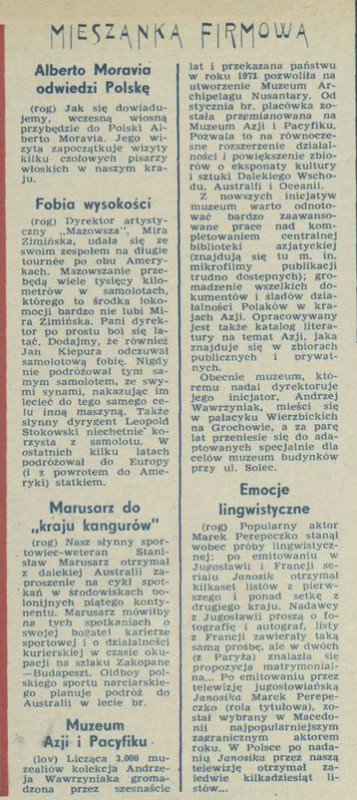 MIESZANKA FIRMOWA
Alberto Moravia
odwiedzi Polskę
(rog) Jak się dowiadu-
jemy, wczesną wiosną
przybędzie do Polski Al-
berto Moravia. Jego wi-
zyta zapoczątkuje wizyty
kilku czołowych pisarzy
włoskich w naszym kra-
ju.
Fobia wysokości
(rog) Dyrektor artysty-
czny „Mazowsza", Mira
Zimińska, udała się ze
swoim zespołem na długie
tournée po obu Amery-
kach. Mazowszanie prze-
będą wiele tysięcy kilo-
metrów w samolotach,
którego to środka loko-
mocji bardzo nie lubi Mi-
ra Zimińska. Pani dyrek-
tor po prostu boi się la-
tać. Dodajmy, że również
Jan Kiepura odczuwał
samolotową fobię. Nigdy
nie podróżował tym sa-
mym samolotem, ze swy-
mi synami, nakazując im
lecieć do tego samego ce-
lu inną maszyną. Także
słynny dyrygent Leopold
Stokowski niechętnie ko-
rzysta z samolotu. W
ostatnich kilku latach
podróżował do Europy
(i z powrotem do Ame-
ryki) statkiem.
Marusarz do
„kraju kangurów"
(rog) Nasz słynny spor-
towiec-weteran Stani-
sław Marusarz otrzymał
z dalekiej Australii za-
proszenie na cykl spot-
kań w środowiskach po-
lonijnych piątego konty-
nentu. Marusarz mówiłby
na tych spotkaniach o
swojej bogatej karierze
sportowej i o działalności
kurierskiej w czasie oku-
pacji na szlaku Zakopane
—Budapeszt. Oldboy pol-
skiego sportu narciarskie-
go planuje podróż do
Australii w lecie br.
Muzeum
Azji i Pacyfiku
(lov) Licząca 3.000 mu-
zealiów kolekcja Andrze-
ja Wawrzyniaka groma-
dzona przez szesnaście
lat i przekazana państwu
w roku 1973 pozwoliła na
utworzenie Muzeum Ar-
chipelagu Nusantary. Od
stycznia br. placówka zo-
stała przemianowana na
Muzeum Azji i Pacyfiku.
Pozwala to na równocze-
sne rozszerzenie działal-
ności i powiększenie zbio-
rów o eksponaty kultury
i sztuki Dalekiego Wscho-
du, Australii i Oceanii.
Z nowszych inicjatyw
muzeum warto odnoto-
wać bardzo zaawanso-
wane prace nad kom-
pletowaniem centralnej
biblioteki azjatyckiej
(znajdują się tu m. in.
mikrofilmy publikacji
trudno dostępnych); gro-
madzenie wszelkich do-
kumentów i śladów dzia-
łalności Polaków w kra-
jach Azji. Opracowywany
jest także katalog litera-
tury na temat Azji, jaka
znajduje się w zbiorach
publicznych i prywat-
nych.
Obecnie muzeum, któ-
remu nadal dyrektoruje
jego inicjator, Andrzej
Wawrzyniak, mieści się
w pałacyku Wierzbickich
na Grochowie, a za parę
lat przeniesie się do ada-
ptowanych specjalnie dla
celów muzeum budynków
przy ul. Solec.
Emocje
lingwistyczne
(rog) Popularny aktor
Marek Perepeczko stanął
wobec próby lingwistycz-
nej: po emitowaniu w
Jugosławii i Francji se-
rialu Janosik otrzymał
kilkaset listów z pierw-
szego i ponad setkę z
drugiego kraju. Nadawcy
z Jugosławii proszą o fo-
tografię i autograf, listy
z Francji zawierały taką
samą prośbę, ale w dwóch
(z Paryża) znalazła się
propozycja matrymonial-
na... Po emitowaniu przez
telewizję jugosłowiańską
Janosika Marek Perepe-
czko (rola tytułowa), zo-
stał wybrany w Macedo-
nii najpopularniejszym
zagranicznym aktorem
roku. W Polsce po nada-
niu Janosika przez naszą
telewizję otrzymał za-
ledwie kilkadziesiąt li-
stów...